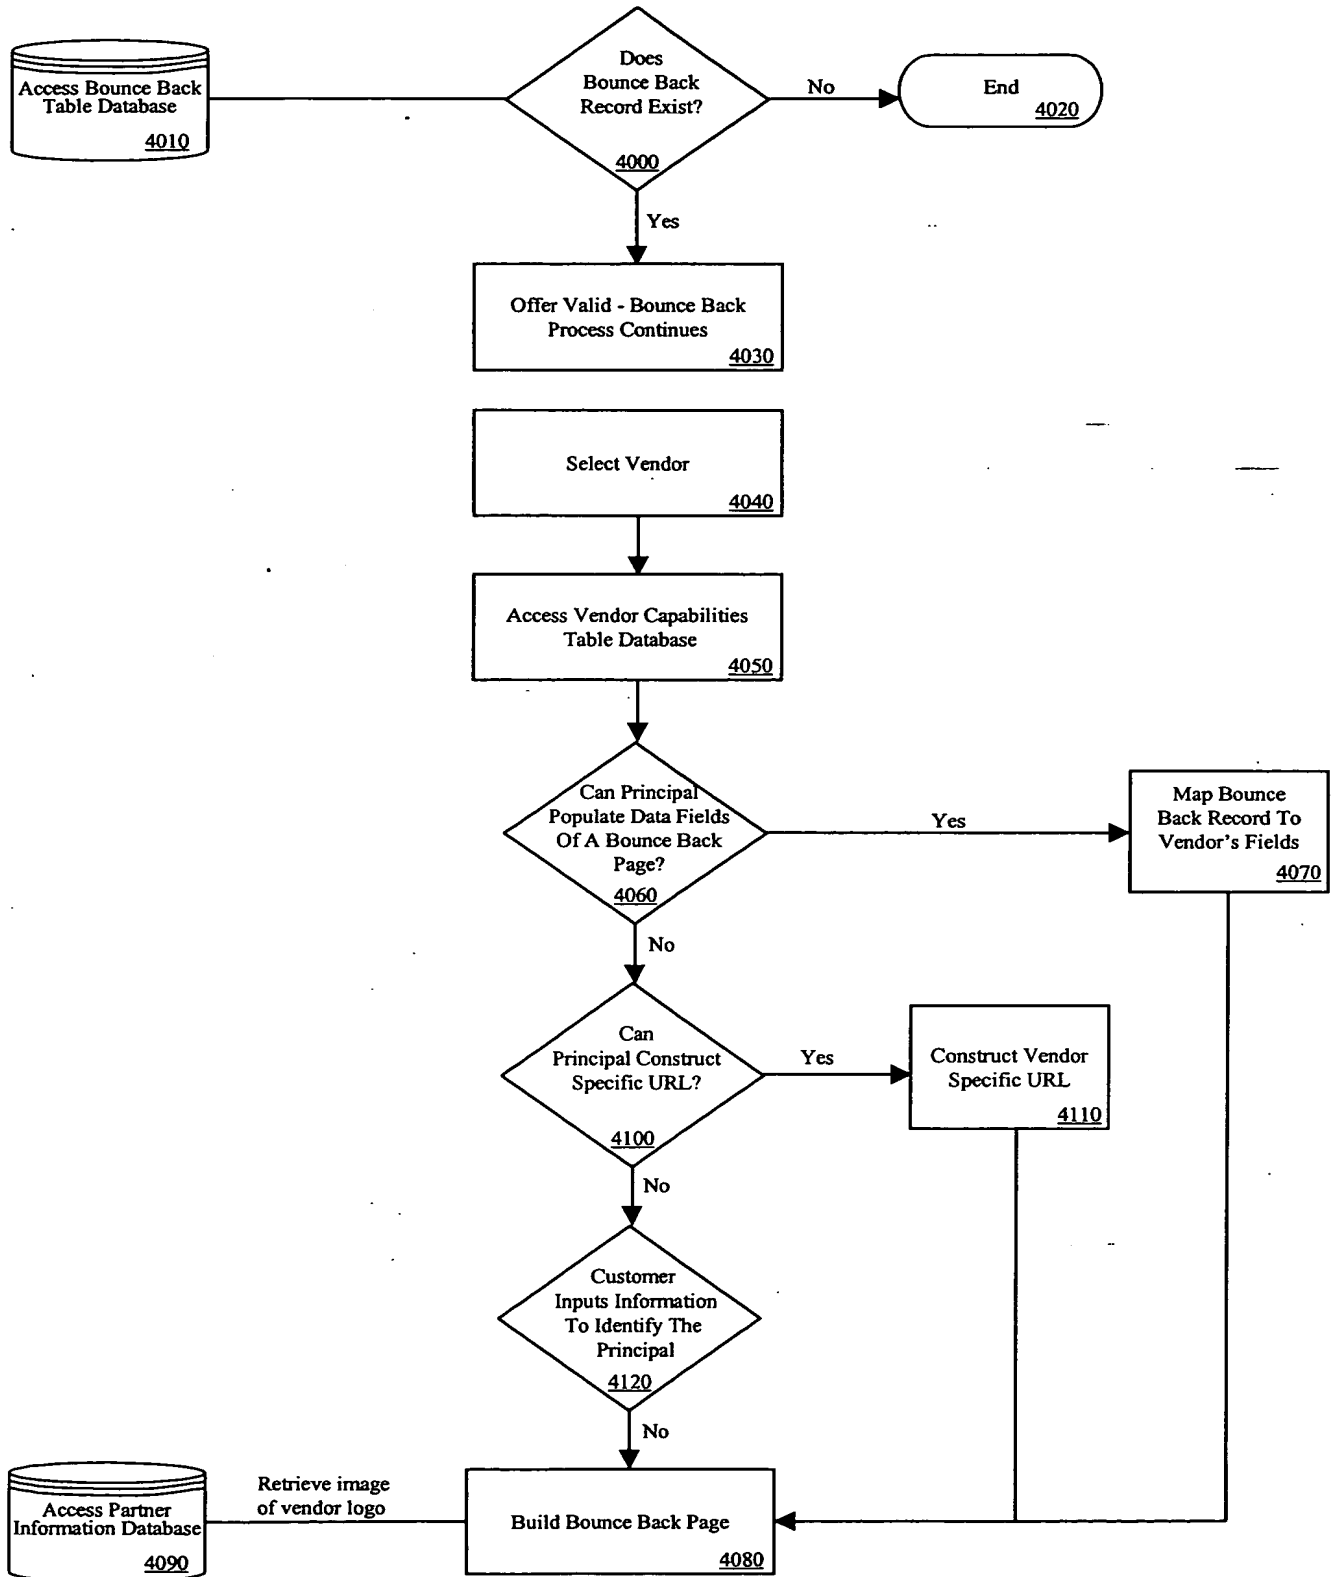 Access Bounce Back
Table Database
4010
Does
Bounce Back
Record Exist?
4000
No
End
4020
Yes
Offer Valid - Bounce Back
Process Continues
4030
Select Vendor
4040
Access Vendor Capabilities
Table Database
4050
Can Principal
Populate Data Fields
Of A Bounce Back
Page?
4060
Yes
Map Bounce
Back Record To
Vendor's Fields
4070
No
Can
Principal Construct
Specific URL?
4100
Yes
Construct Vendor
Specific URL
4110
No
Customer
Inputs Information
To Identify The
Principal
4120
No
Access Partner
Information Database
4090
Retrieve image
of vendor logo
Build Bounce Back Page
4080